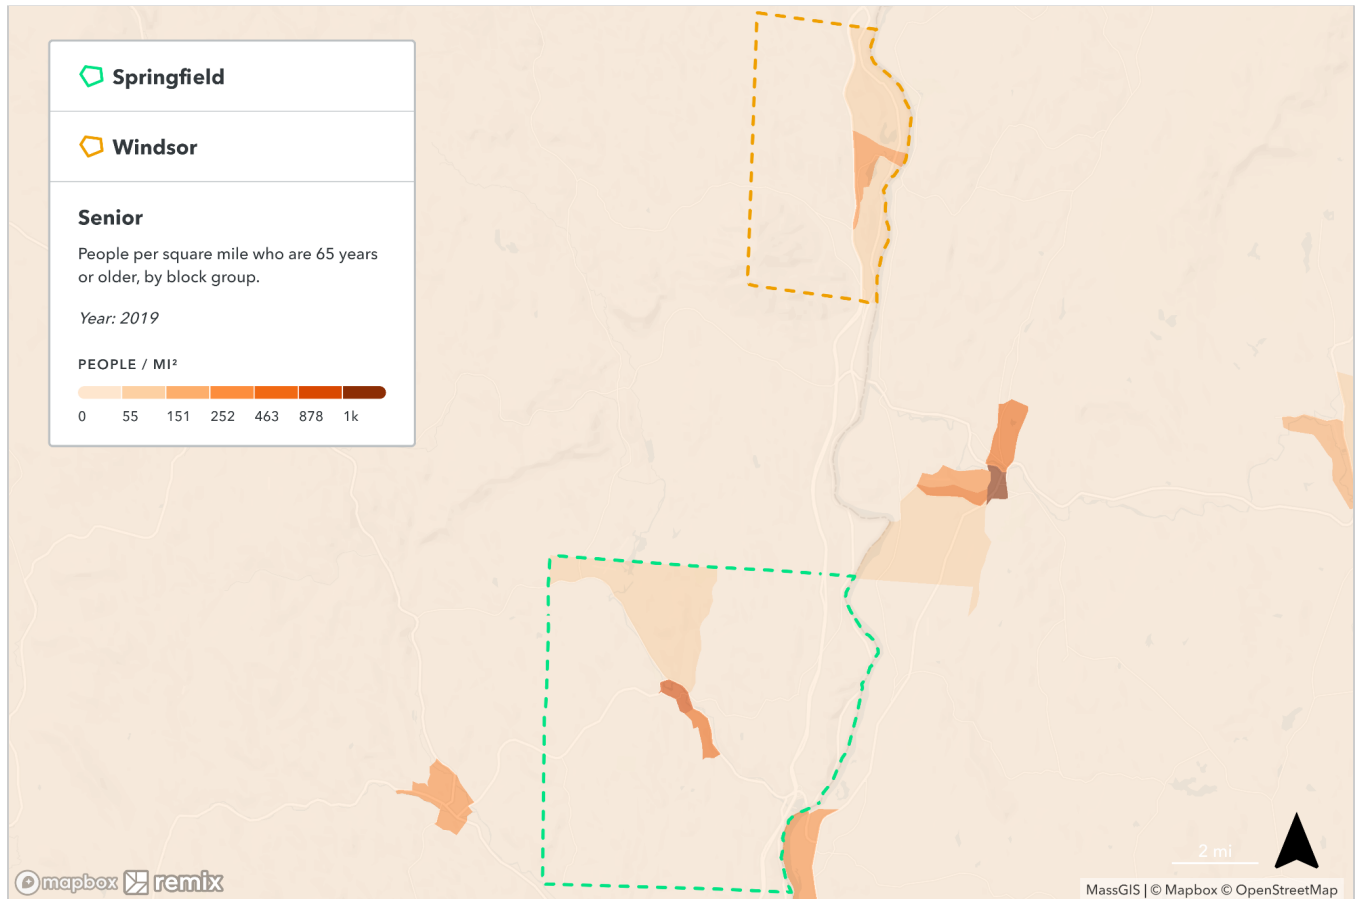 Springfield
Windsor
Senior
People per square mile who are 65 years
or older, by block group.
Year: 2019
PEOPLE / MI²
0 55 151 252 463 878 1k
2 mi
mapbox remix
MassGIS | © Mapbox © OpenStreetMap